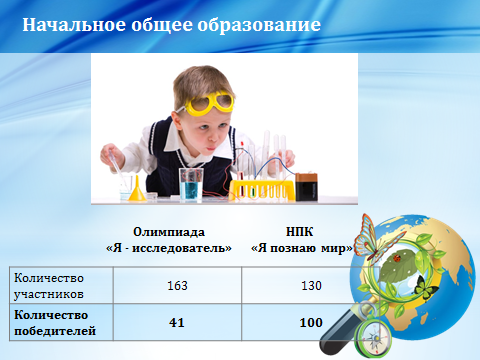 Начальное общее образование
Олимпиада
«Я - исследователь»
НПК
«Я познаю мир»
Количество
участников
163
130
Количество
победителей
41
100